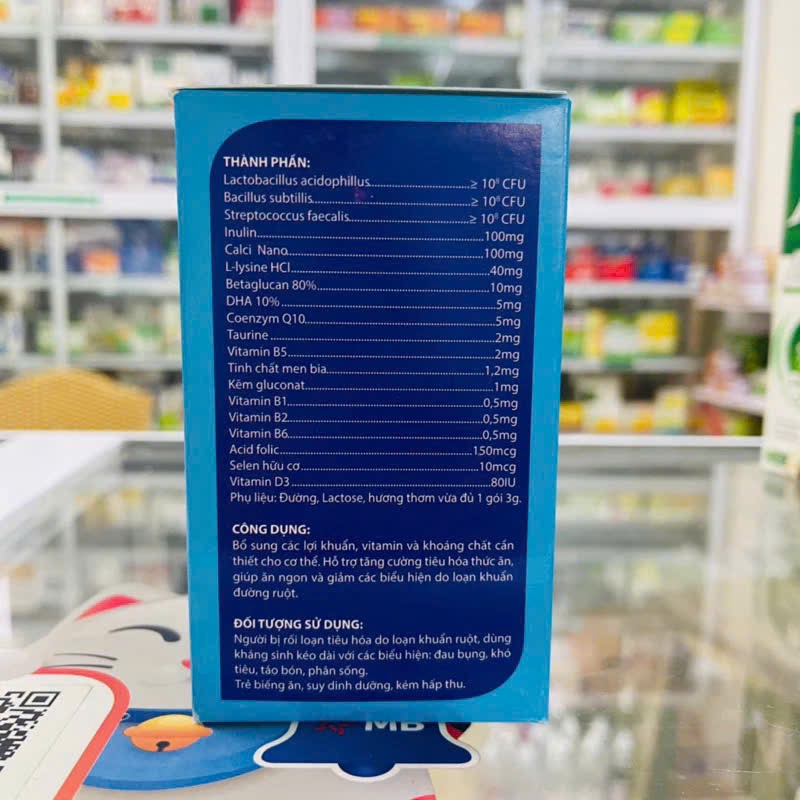 THÀNH PHẦN:
Lactobacillus acidophillus......≥ 10⁸ CFU
Bacillus subtillis......≥ 10⁸ CFU
Streptococcus faecalis......≥ 10⁸ CFU
Inulin......100mg
Calci Nano......100mg
L-lysine HCl......40mg
Betaglucan 80%......10mg
DHA 10%......5mg
Coenzym Q10......5mg
Taurine......2mg
Vitamin B5......2mg
Tinh chất men bia......1,2mg
Kẽm gluconat......1mg
Vitamin B1......0,5mg
Vitamin B2......0,5mg
Vitamin B6......0,5mg
Acid folic......150mcg
Selen hữu cơ......10mcg
Vitamin D3......80IU
Phụ liệu: Đường, Lactose, hương thơm vừa đủ 1 gói 3g.
CÔNG DỤNG:
Bổ sung các lợi khuẩn, vitamin và khoáng chất cần
thiết cho cơ thể. Hỗ trợ tăng cường tiêu hóa thức ăn,
giúp ăn ngon và giảm các biểu hiện do loạn khuẩn
đường ruột.
ĐỐI TƯỢNG SỬ DỤNG:
Người bị rối loạn tiêu hóa do loạn khuẩn ruột, dùng
kháng sinh kéo dài với các biểu hiện: đau bụng, khó
tiêu, táo bón, phân sống.
Trẻ biếng ăn, suy dinh dưỡng, kém hấp thu.
MB